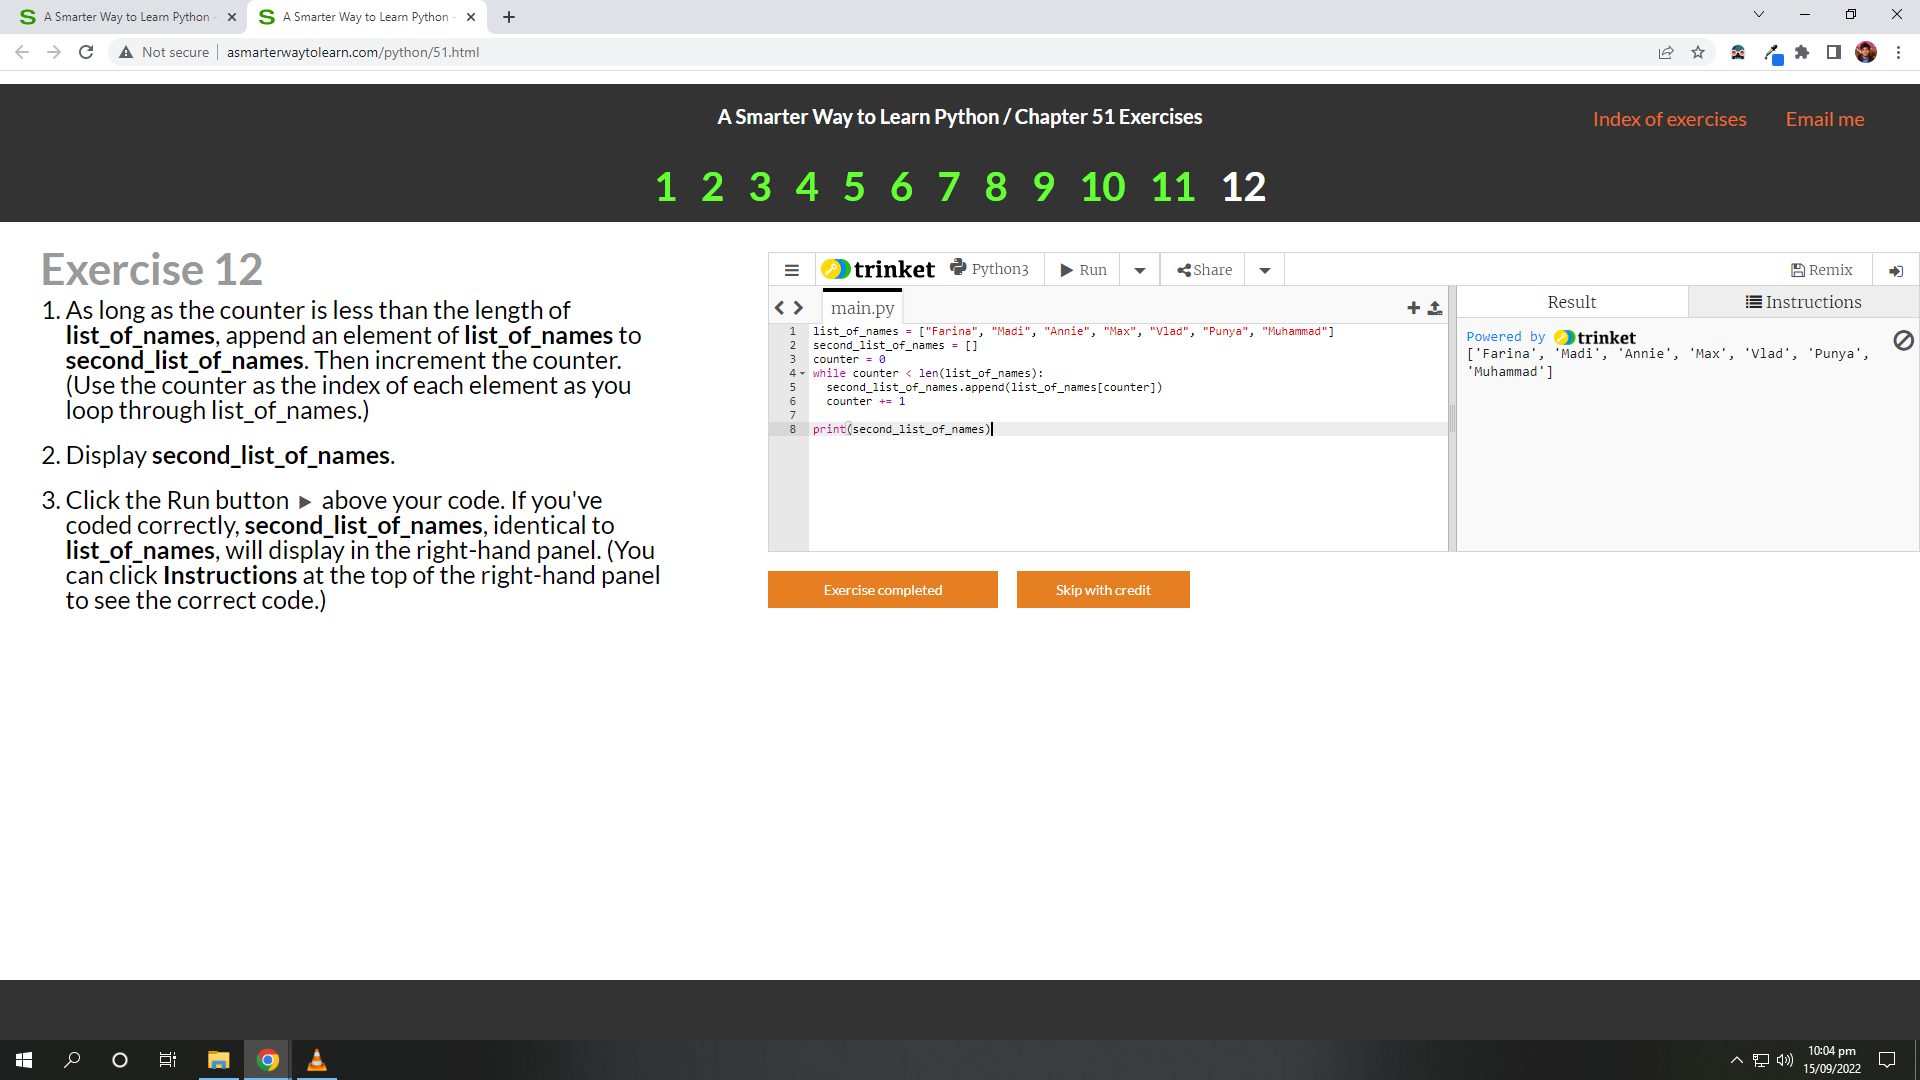 A Smarter Way to Learn Python -
A Smarter Way to Learn Python -
Not secure
asmarterwaytolearn.com/python/51.html
A Smarter Way to Learn Python / Chapter 51 Exercises
Index of exercises
Email me
1 2 3 4 5 6 7 8 9 10 11 12
Exercise 12
1. As long as the counter is less than the length of
list_of_names, append an element of list_of_names to
second_list_of_names. Then increment the counter.
(Use the counter as the index of each element as you
loop through list_of_names.)
2. Display second_list_of_names.
3. Click the Run button ► above your code. If you've
coded correctly, second_list_of_names, identical to
list_of_names, will display in the right-hand panel. (You
can click Instructions at the top of the right-hand panel
to see the correct code.)
trinket Python3 Run Share Remix
main.py
1 list_of_names = ["Farina", "Madi", "Annie", "Max", "Vlad", "Punya", "Muhammad"]
2 second_list_of_names = []
3 counter = 0
4 while counter < len(list_of_names):
5 second_list_of_names.append(list_of_names[counter])
6 counter += 1
7
8 print(second_list_of_names)
Result
Instructions
Powered by trinket
['Farina', 'Madi', 'Annie', 'Max', 'Vlad', 'Punya',
'Muhammad']
Exercise completed
Skip with credit
10:04 pm
15/09/2022